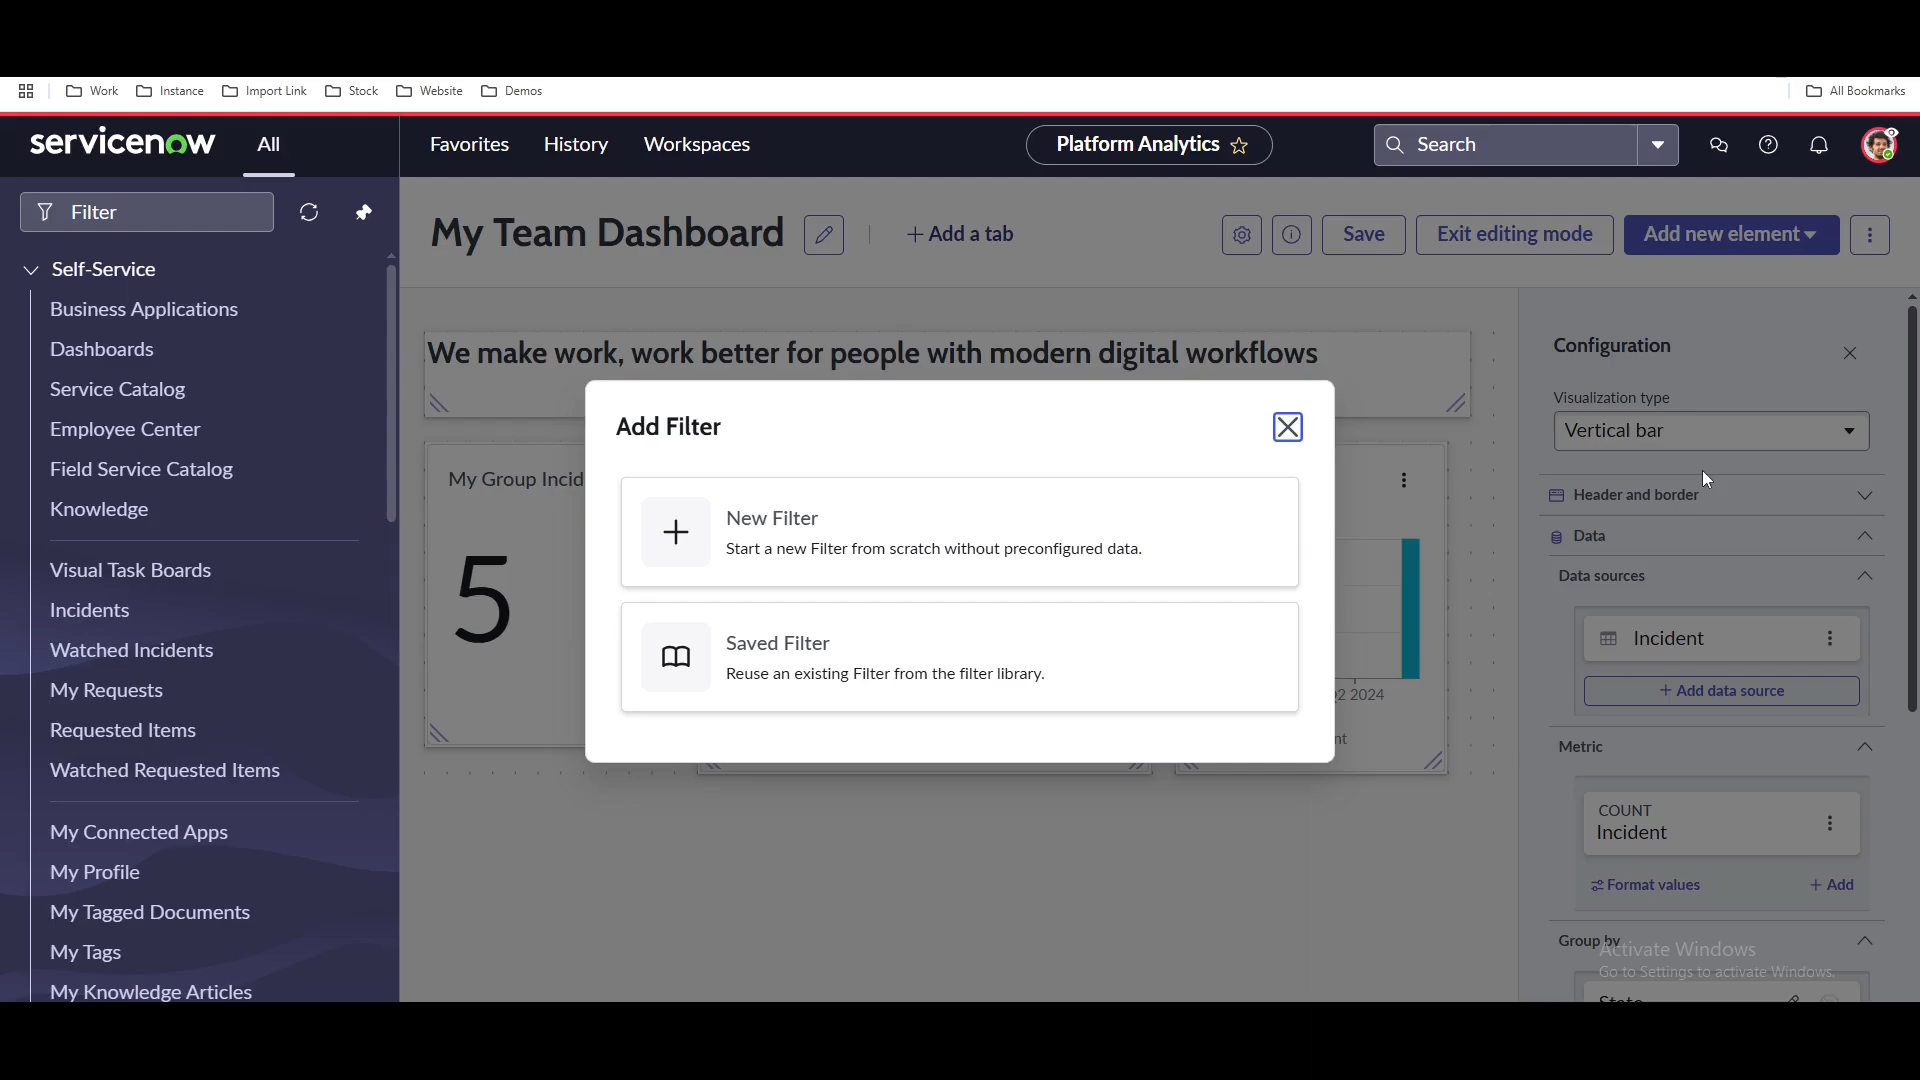 Work Instance Import Link Stock Website Demos All Bookmarks
servicenow All Favorites History Workspaces Platform Analytics Search
Filter
My Team Dashboard + Add a tab Save Exit editing mode Add new element
Self-Service
Business Applications
Dashboards
Service Catalog
Employee Center
Field Service Catalog
Knowledge
Visual Task Boards
Incidents
Watched Incidents
My Requests
Requested Items
Watched Requested Items
My Connected Apps
My Profile
My Tagged Documents
My Tags
My Knowledge Articles
We make work, work better for people with modern digital workflows
My Group Incid
5
2 2024
nt
Add Filter
New Filter
Start a new Filter from scratch without preconfigured data.
Saved Filter
Reuse an existing Filter from the filter library.
Configuration
Visualization type
Vertical bar
Header and border
Data
Data sources
Incident
+ Add data source
Metric
COUNT
Incident
Format values + Add
Group by
Activate Windows
Go to Settings to activate Windows.
State